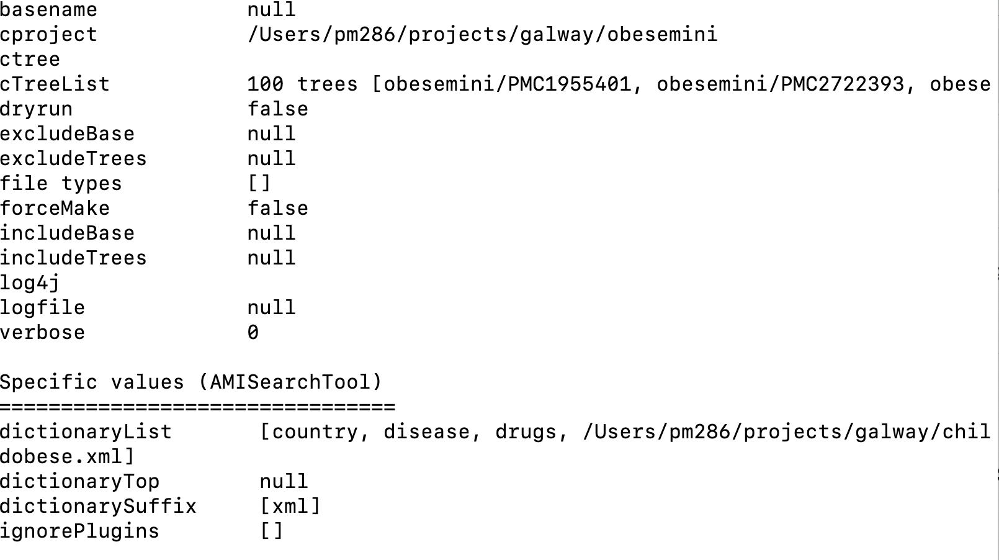 basename            null
cproject            /Users/pm286/projects/galway/obesemini
ctree
cTreeList           100 trees [obesemini/PMC1955401, obesemini/PMC2722393, obese
dryrun              false
excludeBase         null
excludeTrees        null
file types          []
forceMake           false
includeBase         null
includeTrees        null
log4j
logfile             null
verbose             0

Specific values (AMISearchTool)
================================
dictionaryList       [country, disease, drugs, /Users/pm286/projects/galway/chil
dobese.xml]
dictionaryTop        null
dictionarySuffix     [xml]
ignorePlugins        []